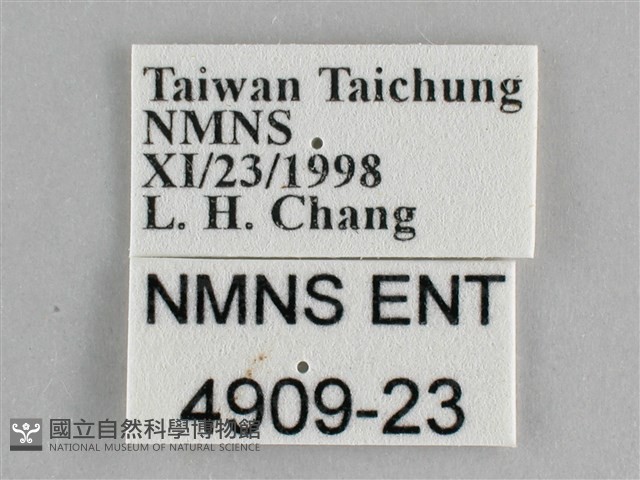 Taiwan Taichung
NMNS
XI/23/1998
L. H. Chang
NMNS ENT
4909-23
國立自然科學博物館
NATIONAL MUSEUM OF NATURAL SCIENCE